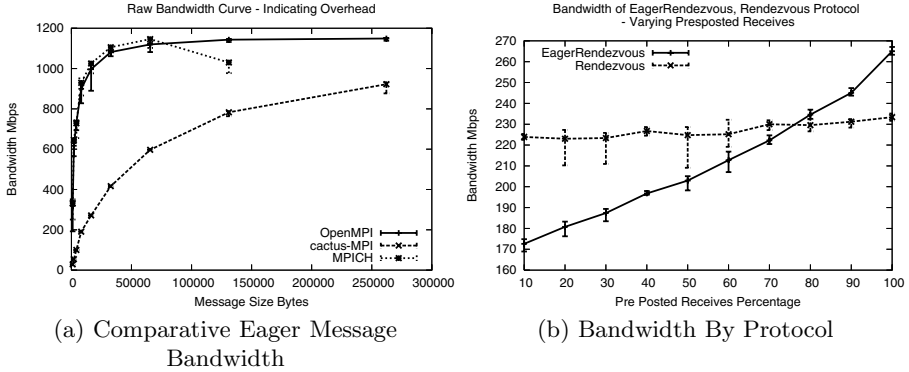 Raw Bandwidth Curve - Indicating Overhead
1200
1000
800
600
400
200
0
Bandwidth Mbps
OpenMPI
cactus-MPI
MPICH
0 50000 100000 150000 200000 250000 300000
Message Size Bytes
(a) Comparative Eager Message
Bandwidth
Bandwidth of EagerRendezvous, Rendezvous Protocol
- Varying Presposted Receives
270
260
250
240
230
220
210
200
190
180
170
160
Bandwidth Mbps
EagerRendezvous
Rendezvous
10 20 30 40 50 60 70 80 90 100
Pre Posted Receives Percentage
(b) Bandwidth By Protocol